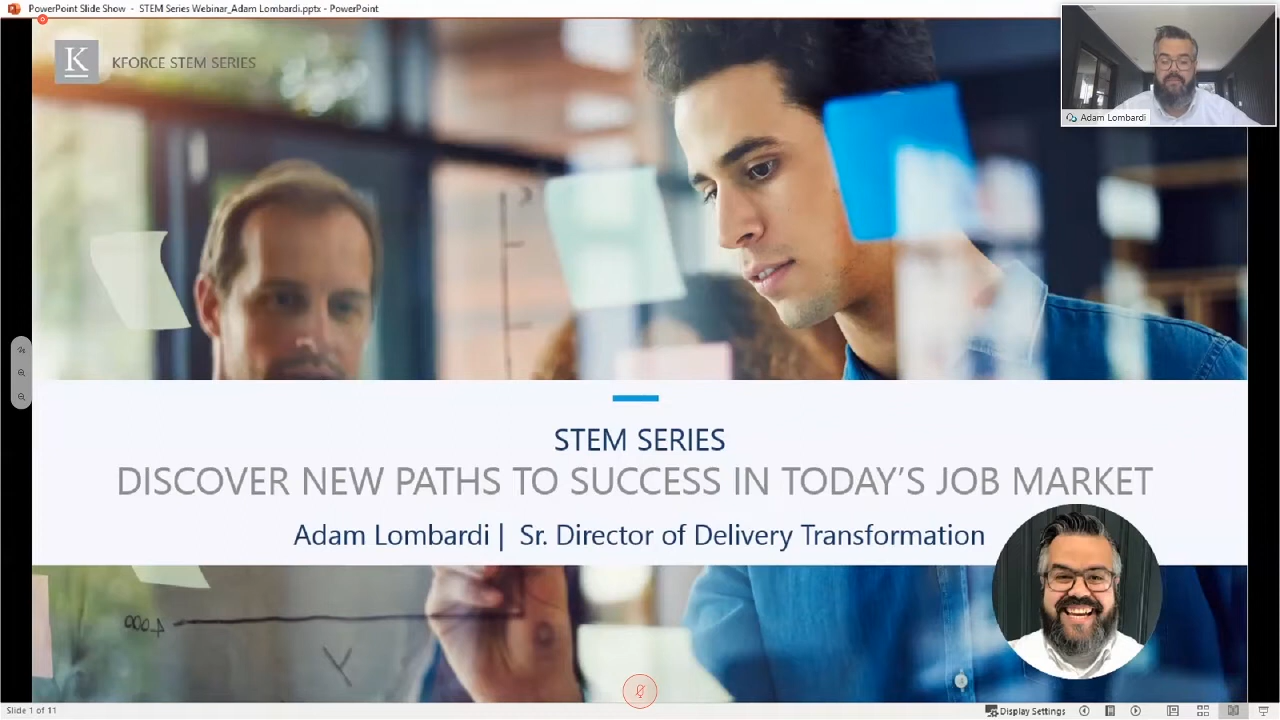 PowerPoint Slide Show - STEM Series Webinar_Adam Lombardi.pptx - PowerPoint
K
KFORCE STEM SERIES
Adam Lombardi
STEM SERIES
DISCOVER NEW PATHS TO SUCCESS IN TODAY'S JOB MARKET
Adam Lombardi | Sr. Director of Delivery Transformation
4000
Y
Slide 1 of 11
Display Settings